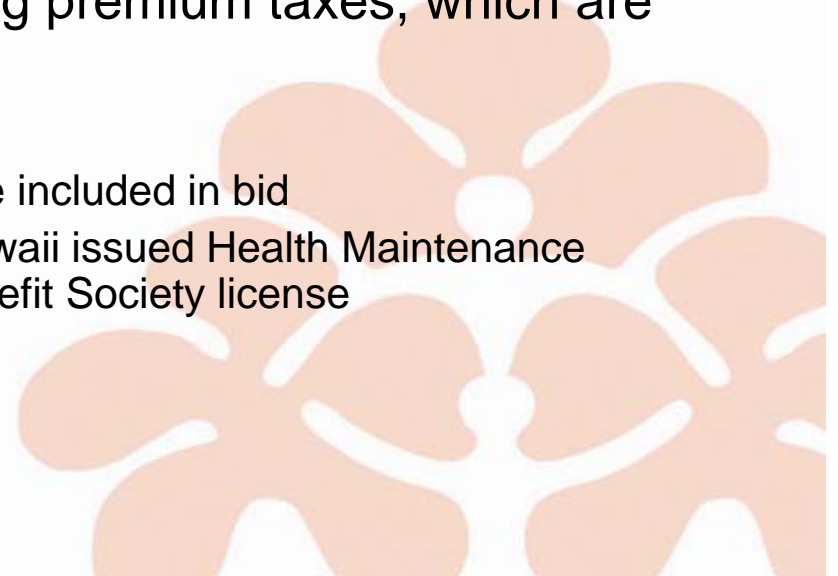 g premium taxes, which are
e included in bid
waii issued Health Maintenance
efit Society license